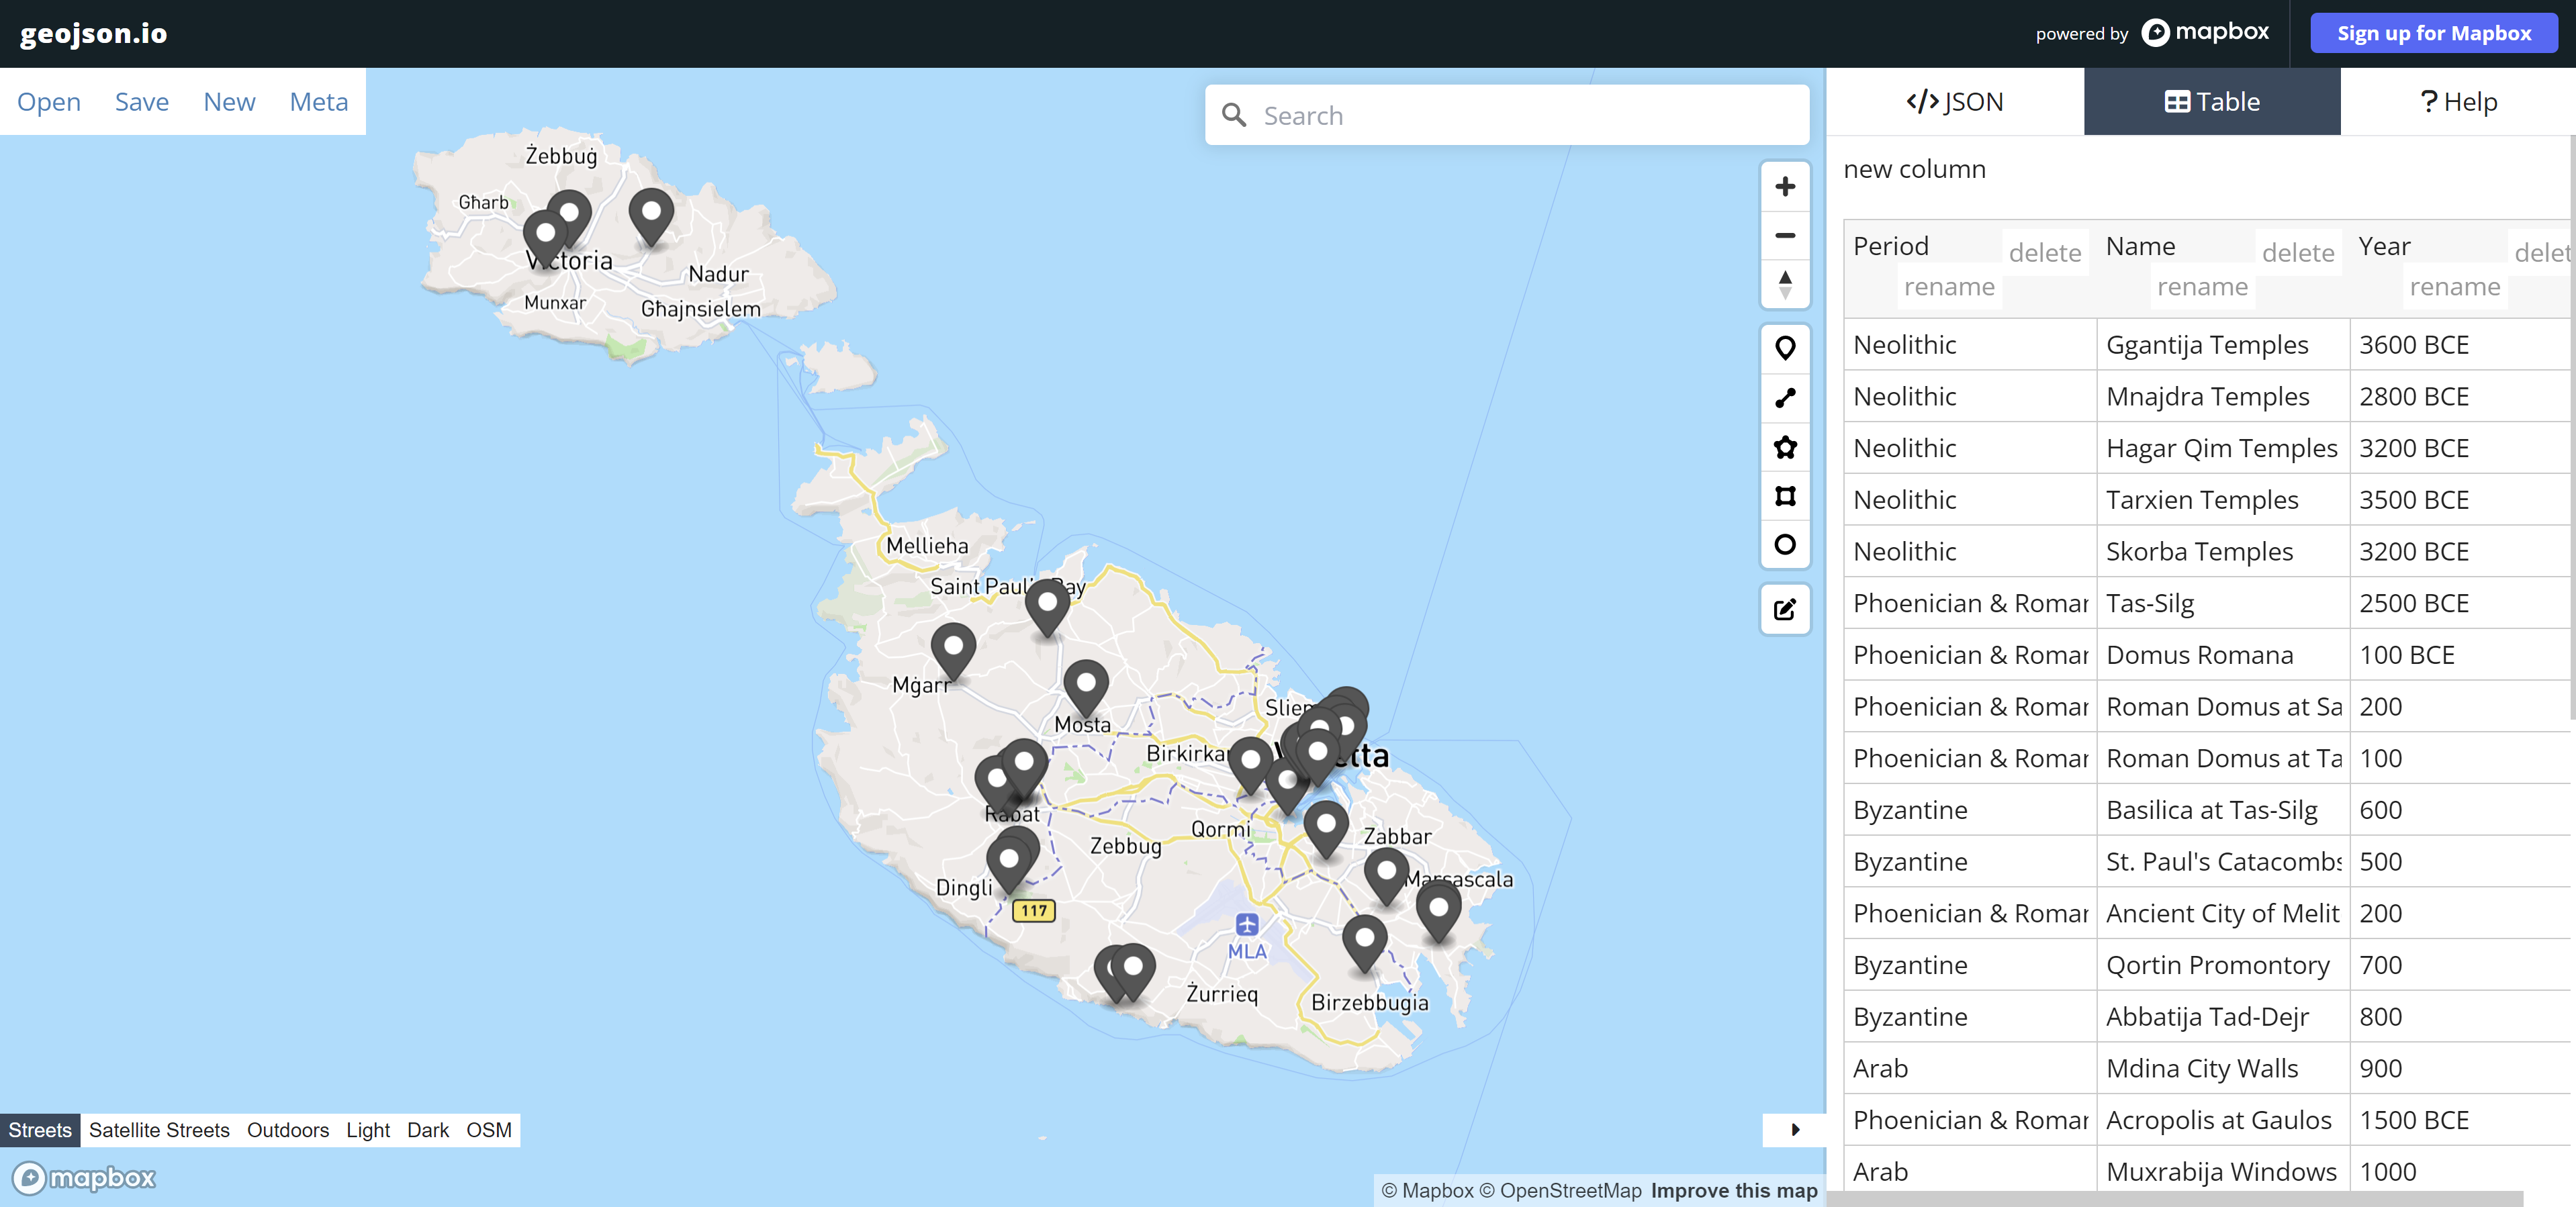 geojson.io
powered by mapbox
Sign up for Mapbox
Open Save New Meta
Search
</> JSON
Table
? Help
new column
Period delete rename Name delete rename Year delet rename
Neolithic Ggantija Temples 3600 BCE
Neolithic Mnajdra Temples 2800 BCE
Neolithic Hagar Qim Temples 3200 BCE
Neolithic Tarxien Temples 3500 BCE
Neolithic Skorba Temples 3200 BCE
Phoenician & Romar Tas-Silg 2500 BCE
Phoenician & Romar Domus Romana 100 BCE
Phoenician & Romar Roman Domus at Sa 200
Phoenician & Romar Roman Domus at Ta 100
Byzantine Basilica at Tas-Silg 600
Byzantine St. Paul's Catacombs 500
Phoenician & Romar Ancient City of Melit 200
Byzantine Qortin Promontory 700
Byzantine Abbatija Tad-Dejr 800
Arab Mdina City Walls 900
Phoenician & Romar Acropolis at Gaulos 1500 BCE
Arab Muxrabija Windows 1000
Żebbuġ
Għarb
Victoria
Nadur
Munxar
Għajnsielem
Mellieha
Saint Paul's Bay
Mġarr
Mosta
Sliem
Birkirkar
etta
Rabat
Qormi
Zabbar
Zebbug
Marsascala
Dingli
117
MLA
Żurrieq
Birzebbugia
Streets Satellite Streets Outdoors Light Dark OSM
mapbox
© Mapbox © OpenStreetMap Improve this map